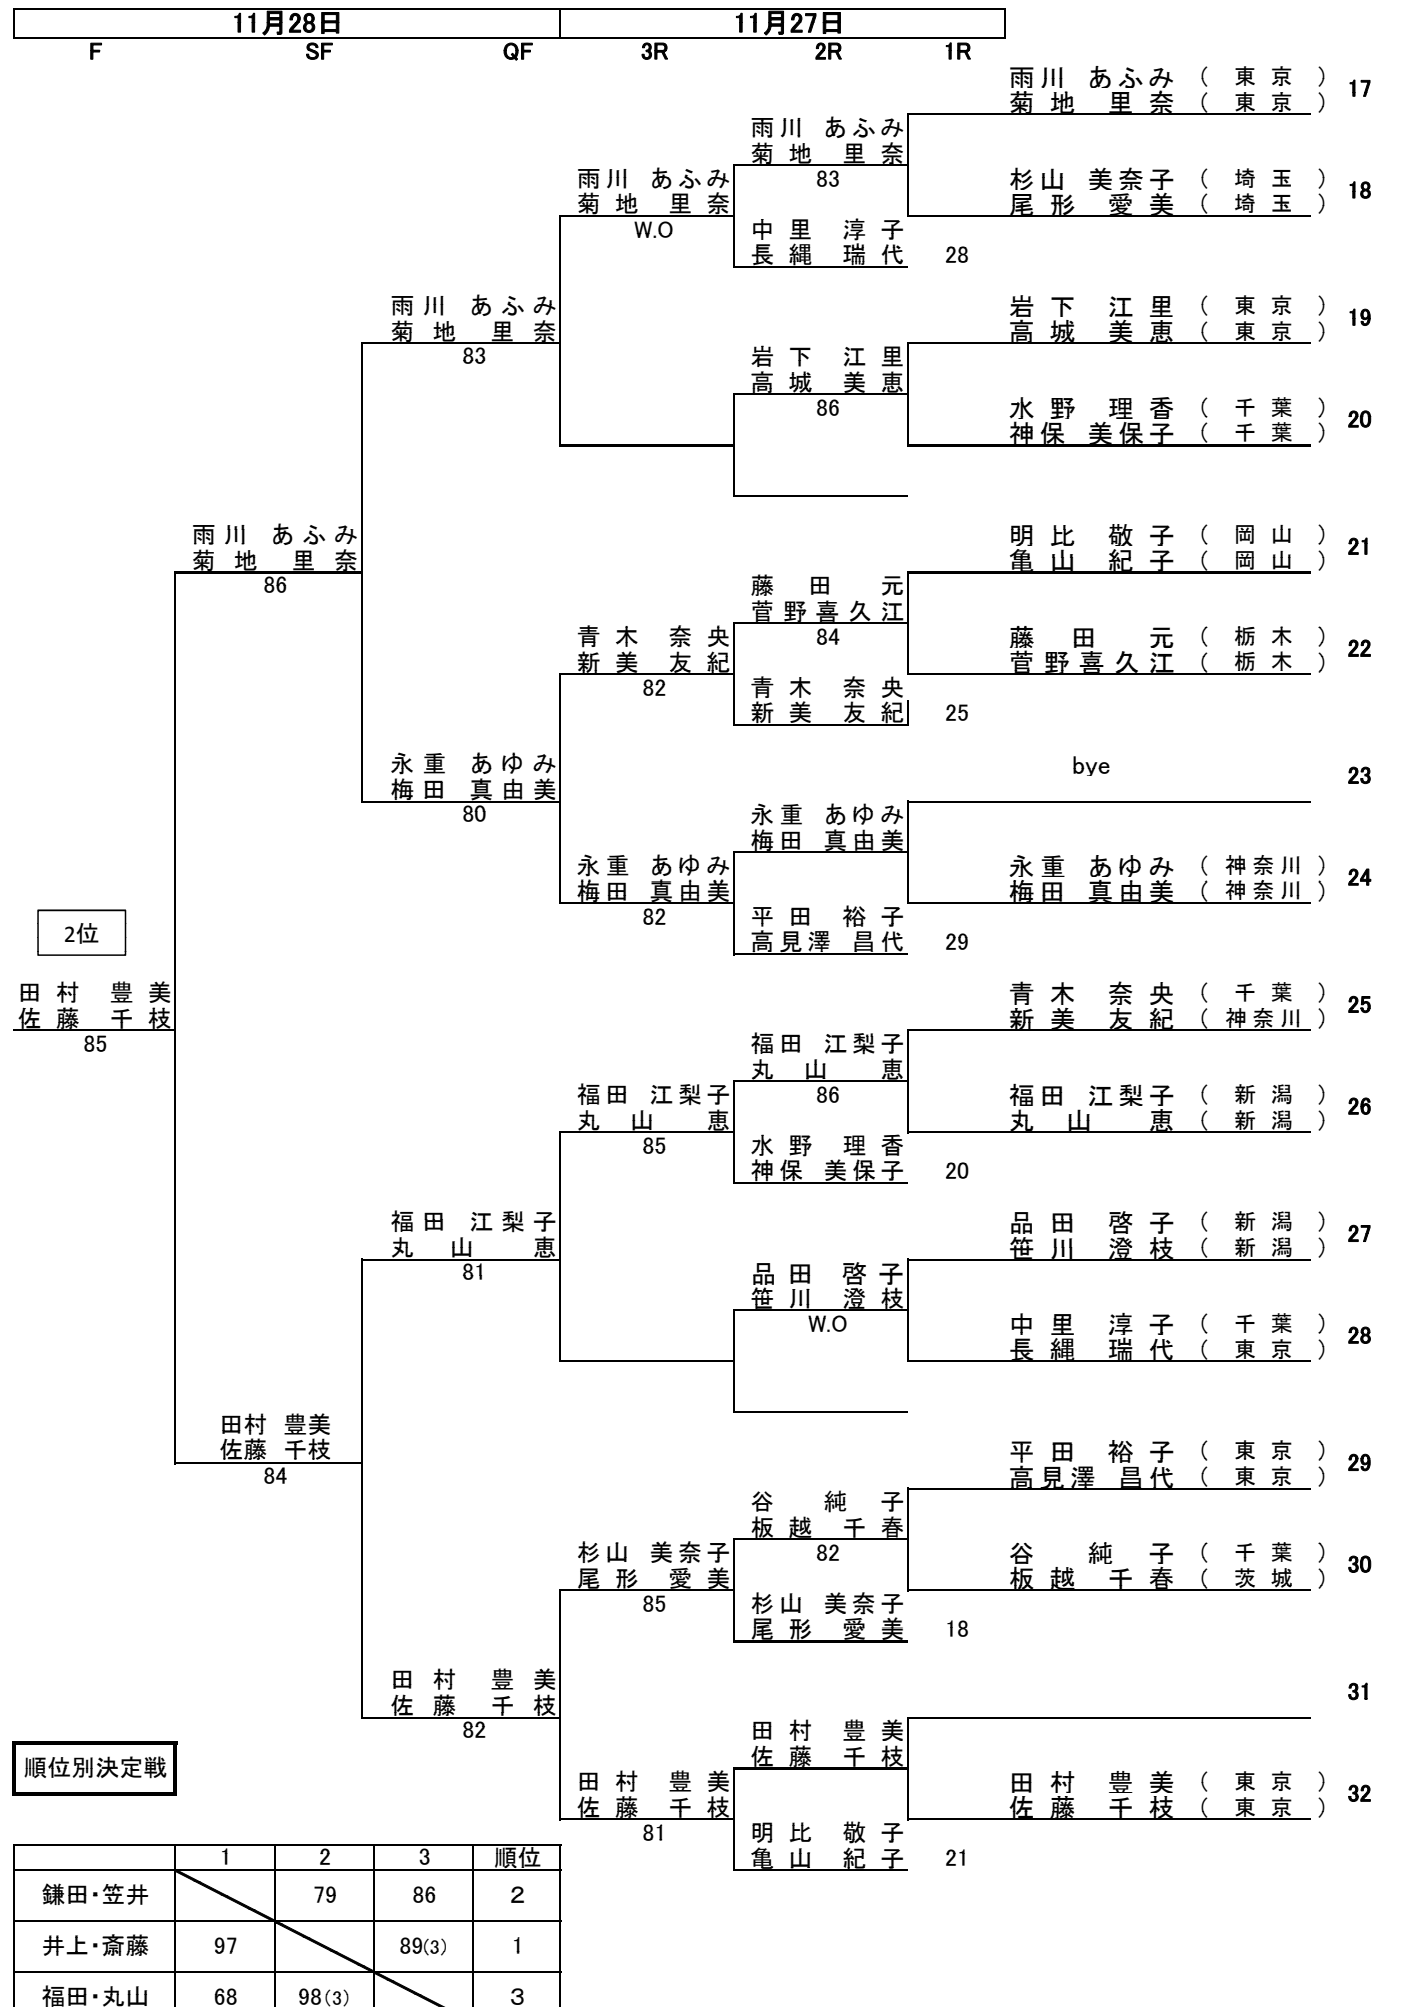 11月28日 11月27日
F SF QF 3R 2R 1R
雨川 あふみ （ 東 京 ）
菊地 里奈 （ 東 京 ） 17
雨川 あふみ
菊地 里奈
83
雨川 あふみ
菊地 里奈
W.O
杉山 美奈子 （ 埼 玉 ）
尾形 愛美 （ 埼 玉 ） 18
中里 淳子
長縄 瑞代 28
雨川 あふみ
菊地 里奈
83
岩下 江里 （ 東 京 ）
高城 美恵 （ 東 京 ） 19
岩下 江里
高城 美恵
86
水野 理香 （ 千 葉 ）
神保 美保子 （ 千 葉 ） 20
雨川 あふみ
菊地 里奈
86
明比 敬子 （ 岡 山 ）
亀山 紀子 （ 岡 山 ） 21
藤田 元
菅野喜久江
84
青木 奈央
新美 友紀
82
藤田 元 （ 栃 木 ）
菅野喜久江 （ 栃 木 ） 22
青木 奈央
新美 友紀 25
永重 あゆみ
梅田 真由美
80
bye 23
永重 あゆみ
梅田 真由美
永重 あゆみ
梅田 真由美
82
永重 あゆみ （ 神奈川 ）
梅田 真由美 （ 神奈川 ） 24
平田 裕子
高見澤 昌代 29
2位
田村 豊美
佐藤 千枝
85
青木 奈央 （ 千 葉 ）
新美 友紀 （ 神奈川 ） 25
福田 江梨子
丸山 恵
86
福田 江梨子
丸山 恵
85
福田 江梨子 （ 新 潟 ）
丸山 恵 （ 新 潟 ） 26
水野 理香
神保 美保子 20
福田 江梨子
丸山 恵
81
品田 啓子 （ 新 潟 ）
笹川 澄枝 （ 新 潟 ） 27
品田 啓子
笹川 澄枝
W.O
中里 淳子 （ 千 葉 ）
長縄 瑞代 （ 東 京 ） 28
田村 豊美
佐藤 千枝
84
平田 裕子 （ 東 京 ）
高見澤 昌代 （ 東 京 ） 29
谷 純子
板越 千春
82
杉山 美奈子
尾形 愛美
85
谷 純子 （ 千 葉 ）
板越 千春 （ 茨 城 ） 30
杉山 美奈子
尾形 愛美 18
田村 豊美
佐藤 千枝
82
31
田村 豊美
佐藤 千枝
順位別決定戦
田村 豊美
佐藤 千枝
81
田村 豊美 （ 東 京 ）
佐藤 千枝 （ 東 京 ） 32
明比 敬子
亀山 紀子 21
1 2 3 順位
鎌田・笠井 79 86 2
井上・斎藤 97 89(3) 1
福田・丸山 68 98(3) 3